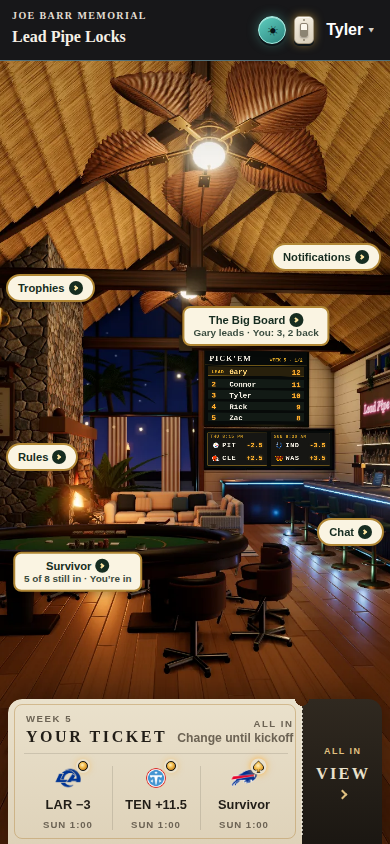 JOE BARR MEMORIAL
Lead Pipe Locks
Tyler
Notifications
Trophies
The Big Board
Gary leads · You: 3, 2 back
PICK'EM WEEK 5
LEAD Gary 12
2 Connor 11
3 Tyler 10
4 Rick 9
5 Zac 8
PIT -2.5
CLE +2.5
IND -3.5
WAS +3.5
Lead Pipe
Rules
Chat
Survivor
5 of 8 still in · You're in
WEEK 5
YOUR TICKET
ALL IN
Change until kickoff
LAR −3
SUN 1:00
TEN +11.5
SUN 1:00
Survivor
SUN 1:00
ALL IN
VIEW